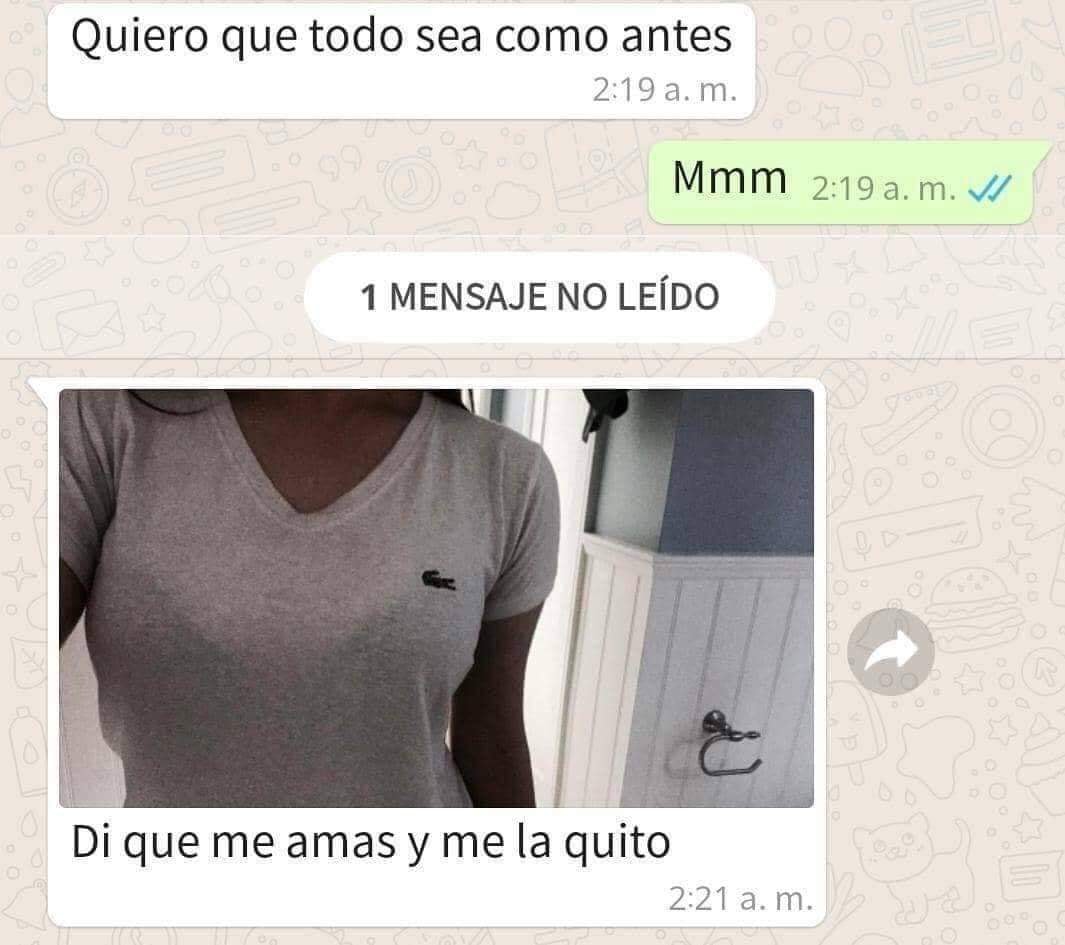 Quiero que todo sea como antes
2:19 a. m.
Mmm 2:19 a. m.
1 MENSAJE NO LEÍDO
Di que me amas y me la quito
2:21 a. m.